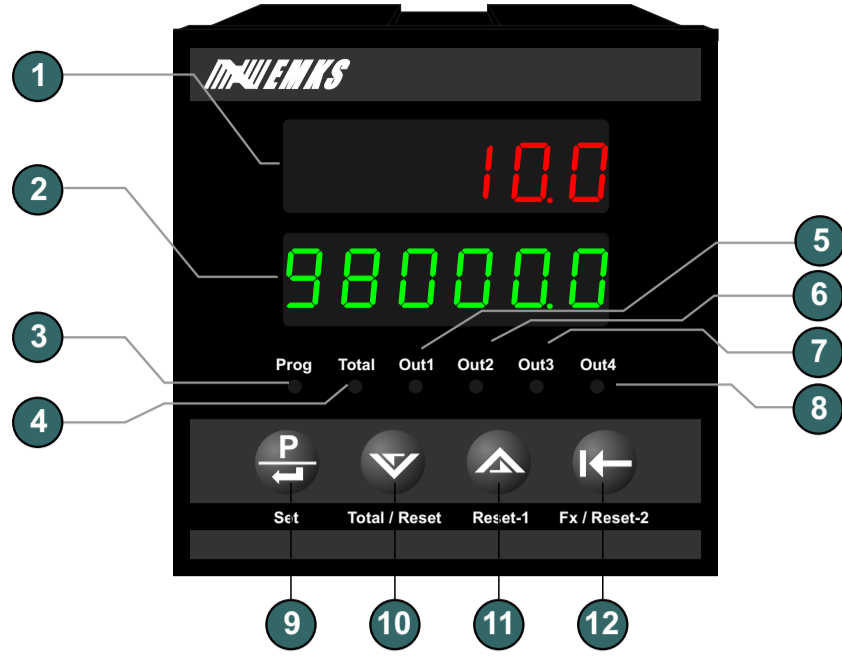 EMKS
1
10.0
2
980000.0
5
6
3
Prog Total Out1 Out2 Out3 Out4
7
4
8
P
Set Total / Reset Reset-1 Fx / Reset-2
9 10 11 12